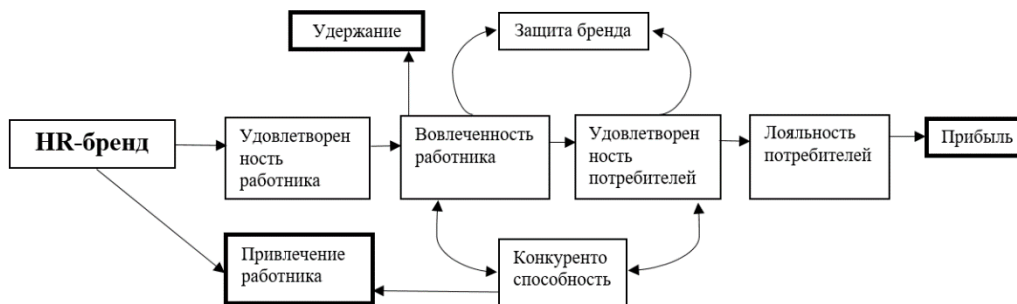 Удержание
Защита бренда
HR-бренд
Удовлетворен
ность
работника
Вовлеченность
работника
Удовлетворен
ность
потребителей
Лояльность
потребителей
Прибыль
Привлечение
работника
Конкуренто
способность